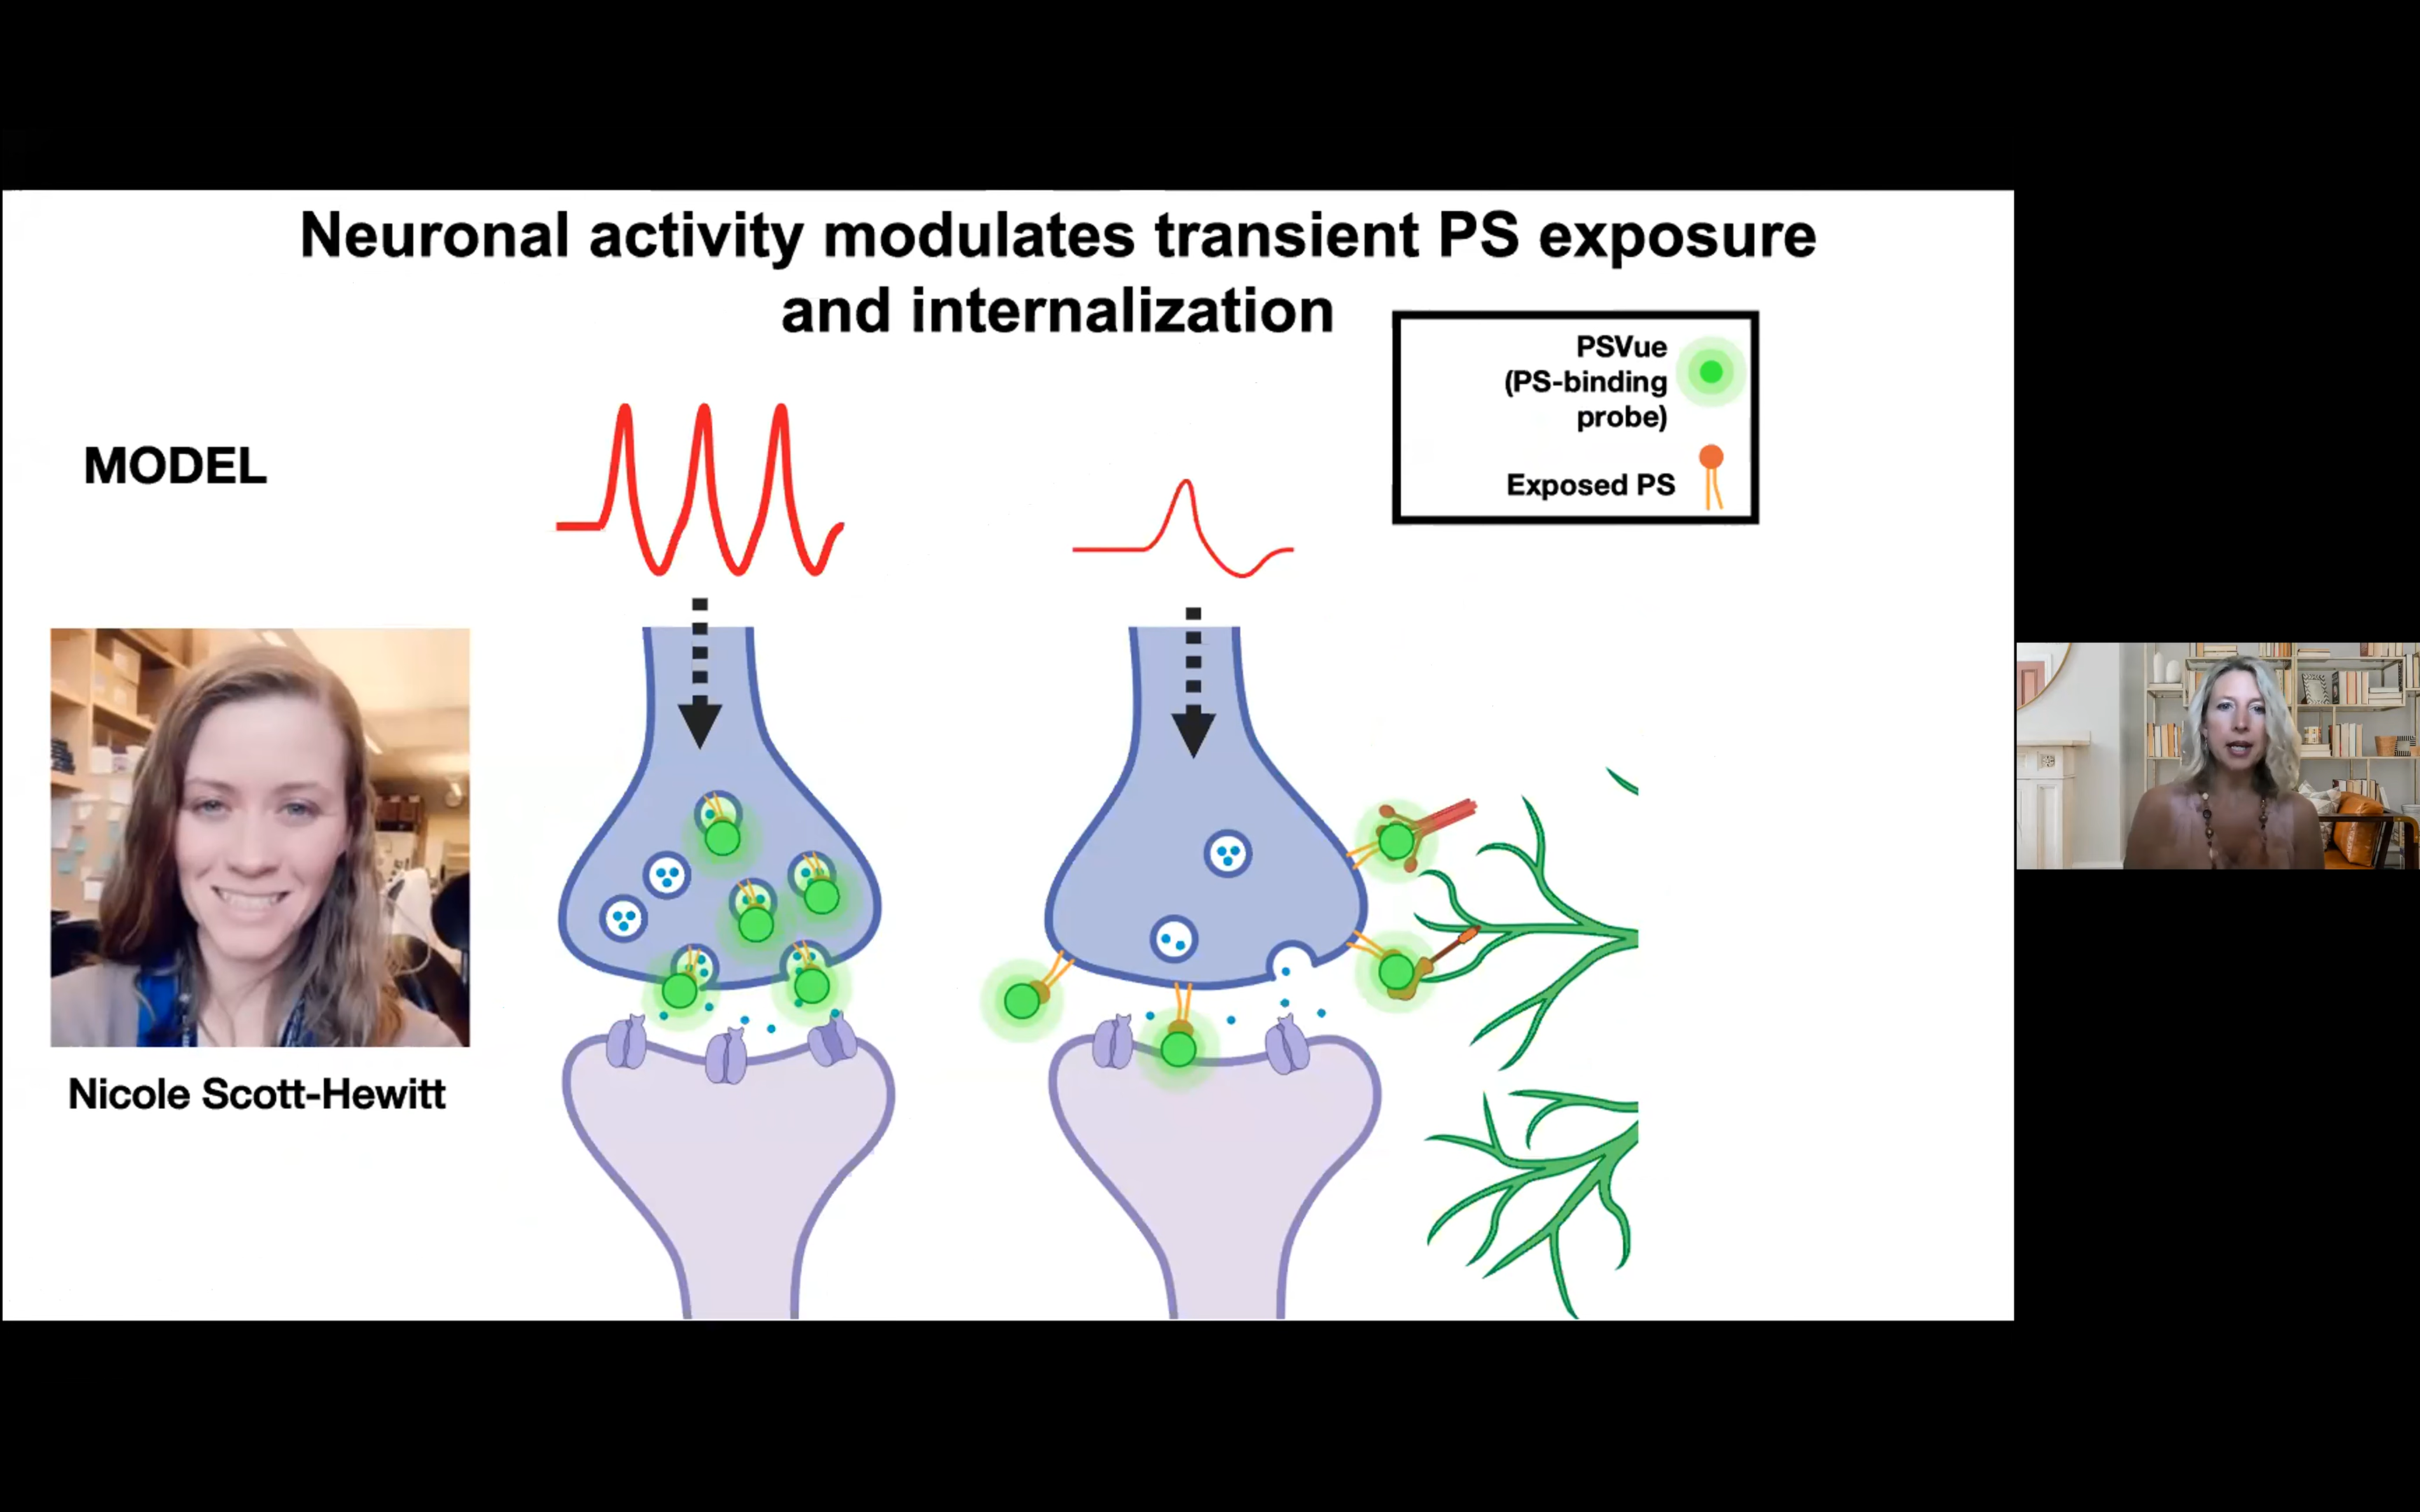 Neuronal activity modulates transient PS exposure
and internalization
PSVue
(PS-binding
probe)
Exposed PS
MODEL
Nicole Scott-Hewitt